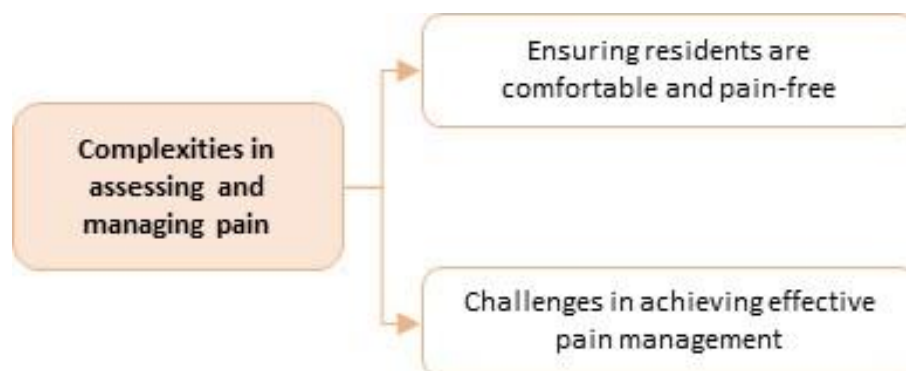 Ensuring residents are
comfortable and pain-free
Complexities in
assessing and
managing pain
Challenges in achieving effective
pain management